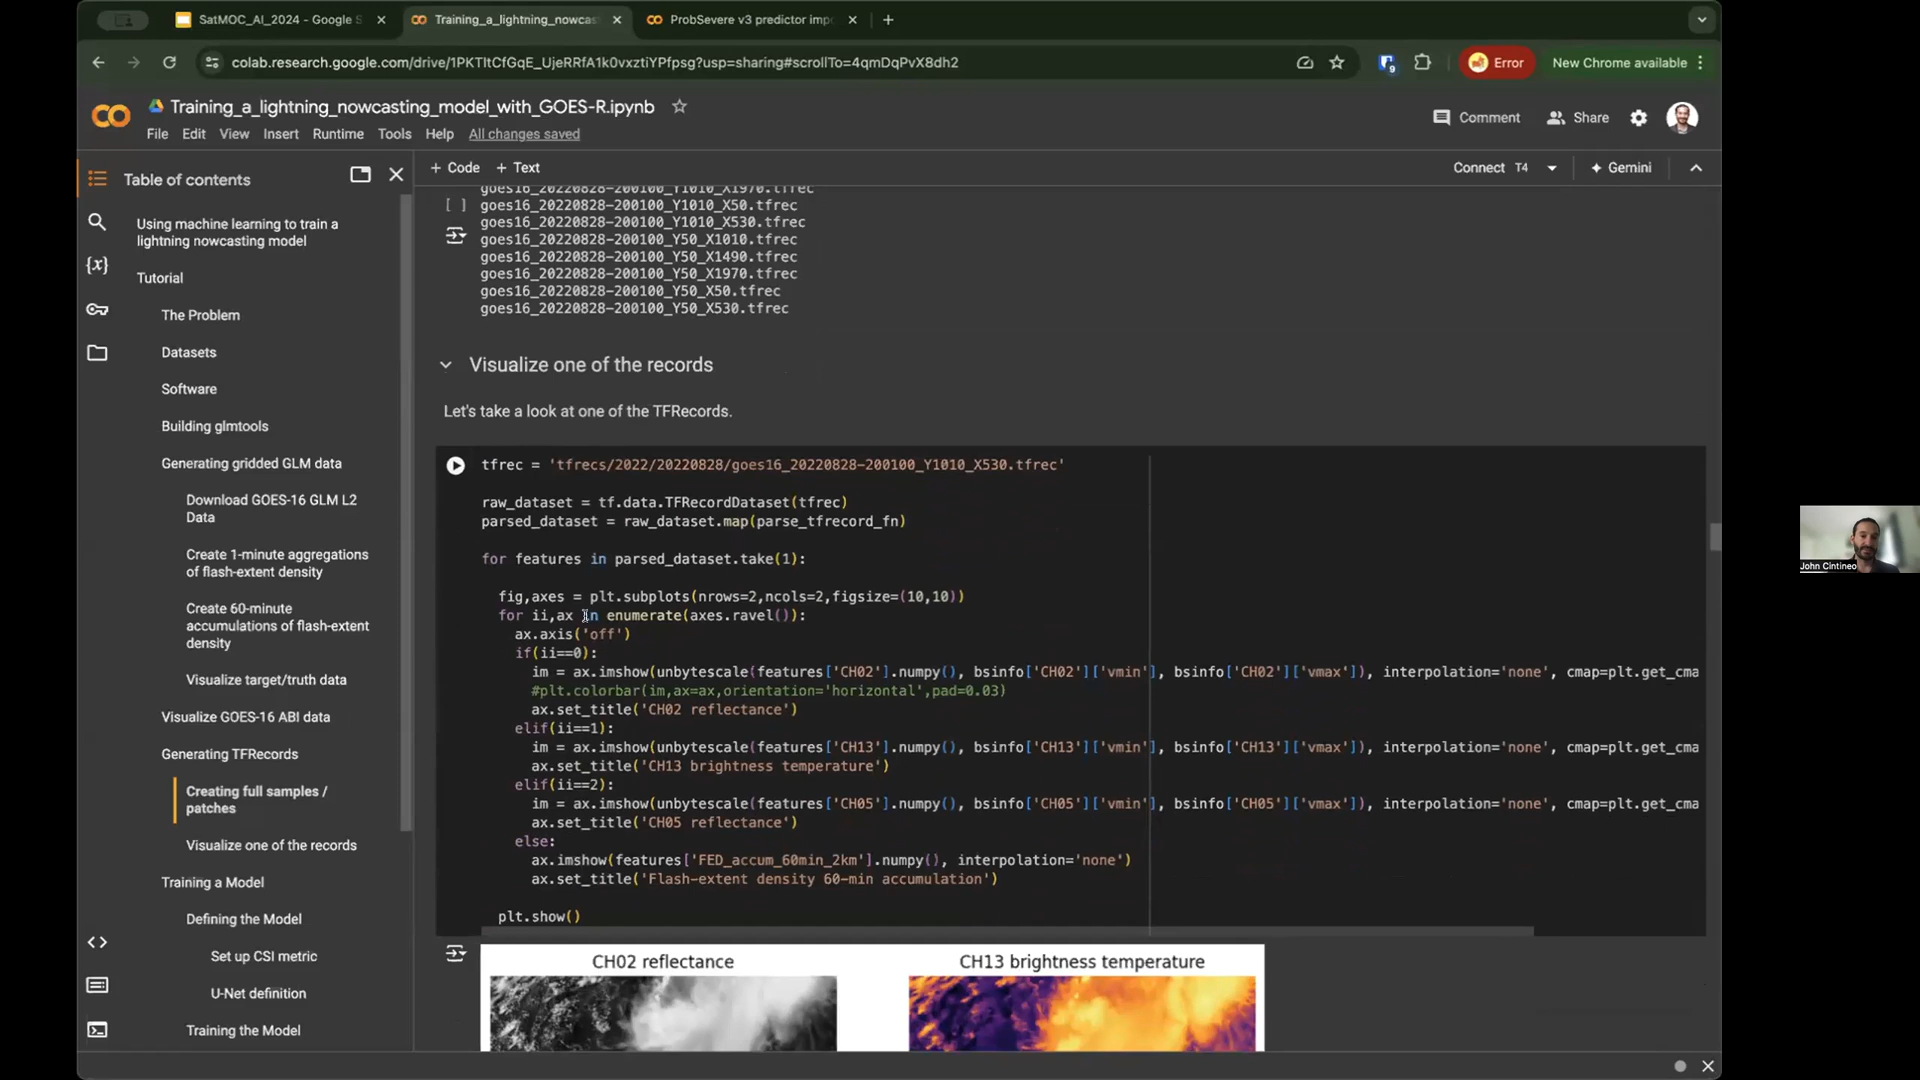 SatMOC_AI_2024 - Google S
Training_a_lightning_nowcas
ProbSevere v3 predictor imp
colab.research.google.com/drive/1PKTItCfGqE_UjeRRfA1k0vxztiYPfpsg?usp=sharing#scrollTo=4qmDqPvX8dh2
9
Error
New Chrome available
Training_a_lightning_nowcasting_model_with_GOES-R.ipynb
File Edit View Insert Runtime Tools Help All changes saved
Comment
Share
+ Code + Text
Connect T4
Gemini
Table of contents
Using machine learning to train a
lightning nowcasting model
Tutorial
The Problem
Datasets
Software
Building glmtools
Generating gridded GLM data
Download GOES-16 GLM L2
Data
Create 1-minute aggregations
of flash-extent density
Create 60-minute
accumulations of flash-extent
density
Visualize target/truth data
Visualize GOES-16 ABI data
Generating TFRecords
Creating full samples /
patches
Visualize one of the records
Training a Model
Defining the Model
Set up CSI metric
U-Net definition
Training the Model
goes16_20220828-200100_Y1010_X1970.tfrec
[ ] goes16_20220828-200100_Y1010_X50.tfrec
goes16_20220828-200100_Y1010_X530.tfrec
goes16_20220828-200100_Y50_X1010.tfrec
goes16_20220828-200100_Y50_X1490.tfrec
goes16_20220828-200100_Y50_X1970.tfrec
goes16_20220828-200100_Y50_X50.tfrec
goes16_20220828-200100_Y50_X530.tfrec
Visualize one of the records
Let's take a look at one of the TFRecords.
tfrec = 'tfrecs/2022/20220828/goes16_20220828-200100_Y1010_X530.tfrec'
raw_dataset = tf.data.TFRecordDataset(tfrec)
parsed_dataset = raw_dataset.map(parse_tfrecord_fn)
for features in parsed_dataset.take(1):
fig,axes = plt.subplots(nrows=2,ncols=2,figsize=(10,10))
for ii,ax in enumerate(axes.ravel()):
ax.axis('off')
if(ii==0):
im = ax.imshow(unbytescale(features['CH02'].numpy(), bsinfo['CH02']['vmin'], bsinfo['CH02']['vmax']), interpolation='none', cmap=plt.get_cma
#plt.colorbar(im,ax=ax,orientation='horizontal',pad=0.03)
ax.set_title('CH02 reflectance')
elif(ii==1):
im = ax.imshow(unbytescale(features['CH13'].numpy(), bsinfo['CH13']['vmin'], bsinfo['CH13']['vmax']), interpolation='none', cmap=plt.get_cma
ax.set_title('CH13 brightness temperature')
elif(ii==2):
im = ax.imshow(unbytescale(features['CH05'].numpy(), bsinfo['CH05']['vmin'], bsinfo['CH05']['vmax']), interpolation='none', cmap=plt.get_cma
ax.set_title('CH05 reflectance')
else:
ax.imshow(features['FED_accum_60min_2km'].numpy(), interpolation='none')
ax.set_title('Flash-extent density 60-min accumulation')
plt.show()
CH02 reflectance
CH13 brightness temperature
John Cintineo